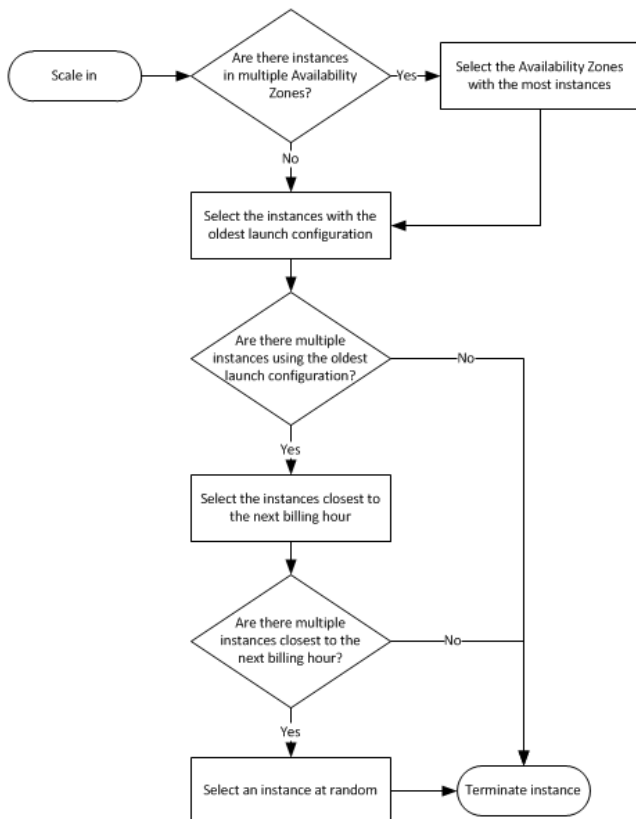 Scale in
Are there instances
in multiple Availability
Zones?
Yes
Select the Availability Zones
with the most instances
No
Select the instances with the
oldest launch configuration
Are there multiple
instances using the oldest
launch configuration?
No
Yes
Select the instances closest to
the next billing hour
Are there multiple
instances closest to the
next billing hour?
No
Yes
Select an instance at random
Terminate instance